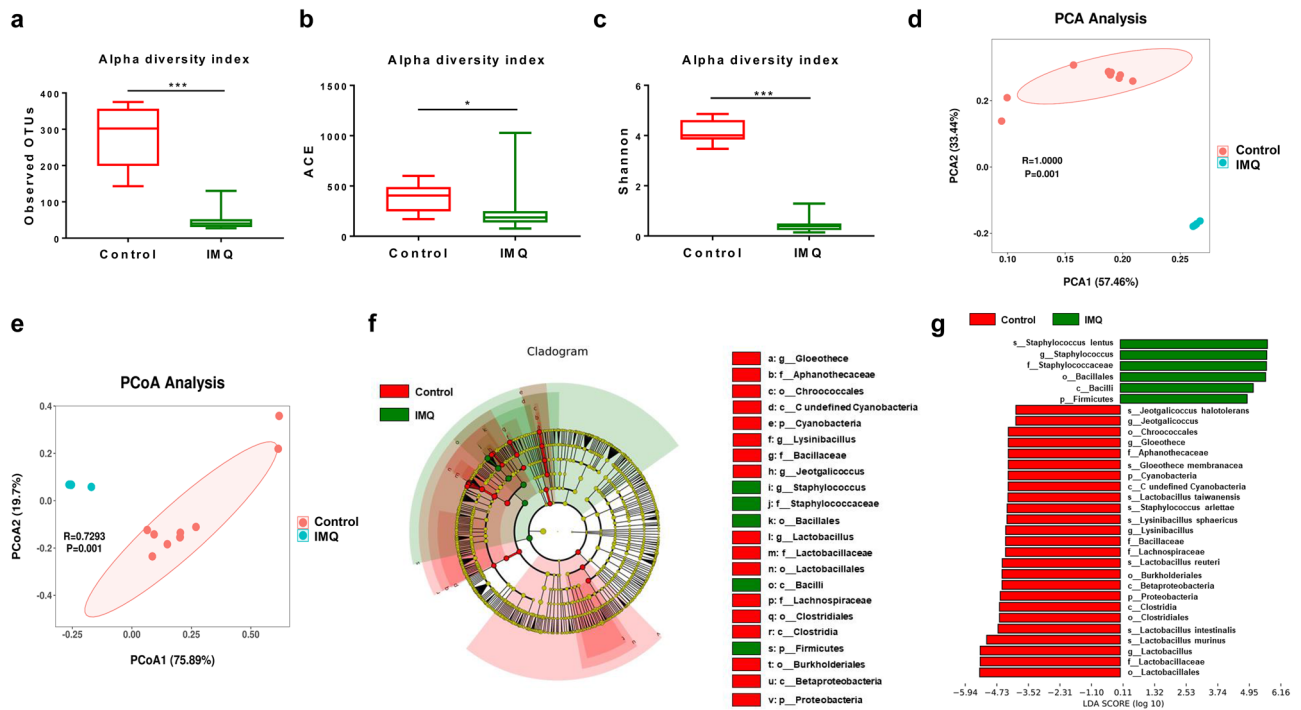 a
Alpha diversity index
***
Observed OTUs
400
300
200
100
0
Control
IMQ
b
Alpha diversity index
*
ACE
1500
1000
500
0
Control
IMQ
c
Alpha diversity index
***
Shannon
6
4
2
0
Control
IMQ
d
PCA Analysis
PCA2 (33.44%)
0.2
0.0
-0.2
R=1.0000
P=0.001
0.10
0.15
0.20
0.25
PCA1 (57.46%)
Control
IMQ
e
PCoA Analysis
PCoA2 (19.7%)
0.4
0.2
0.0
-0.2
-0.4
R=0.7293
P=0.001
-0.25
0.00
0.25
0.50
PCoA1 (75.89%)
Control
IMQ
f
Cladogram
Control
IMQ
a: g__Gloeothece
b: f__Aphanothecaceae
c: o__Chroococcales
d: c__C undefined Cyanobacteria
e: p__Cyanobacteria
f: g__Lysinibacillus
g: f__Bacillaceae
h: g__Jeotgalicoccus
i: g__Staphylococcus
j: f__Staphylococcaceae
k: o__Bacillales
l: g__Lactobacillus
m: f__Lactobacillaceae
n: o__Lactobacillales
o: c__Bacilli
p: f__Lachnospiraceae
q: o__Clostridiales
r: c__Clostridia
s: p__Firmicutes
t: o__Burkholderiales
u: c__Betaproteobacteria
v: p__Proteobacteria
g
Control
IMQ
s__Staphylococcus lentus
g__Staphylococcus
f__Staphylococcaceae
o__Bacillales
c__Bacilli
p__Firmicutes
s__Jeotgalicoccus halotolerans
g__Jeotgalicoccus
o__Chroococcales
g__Gloeothece
f__Aphanothecaceae
s__Gloeothece membranacea
p__Cyanobacteria
c__C undefined Cyanobacteria
s__Lactobacillus taiwanensis
s__Staphylococcus arlettae
s__Lysinibacillus sphaericus
g__Lysinibacillus
f__Bacillaceae
f__Lachnospiraceae
s__Lactobacillus reuteri
o__Burkholderiales
c__Betaproteobacteria
p__Proteobacteria
c__Clostridia
o__Clostridiales
s__Lactobacillus intestinalis
s__Lactobacillus murinus
g__Lactobacillus
f__Lactobacillaceae
o__Lactobacillales
−5.94 −4.73 −3.52 −2.31 −1.10 0.11 1.32 2.53 3.74 4.95 6.16
LDA SCORE (log 10)